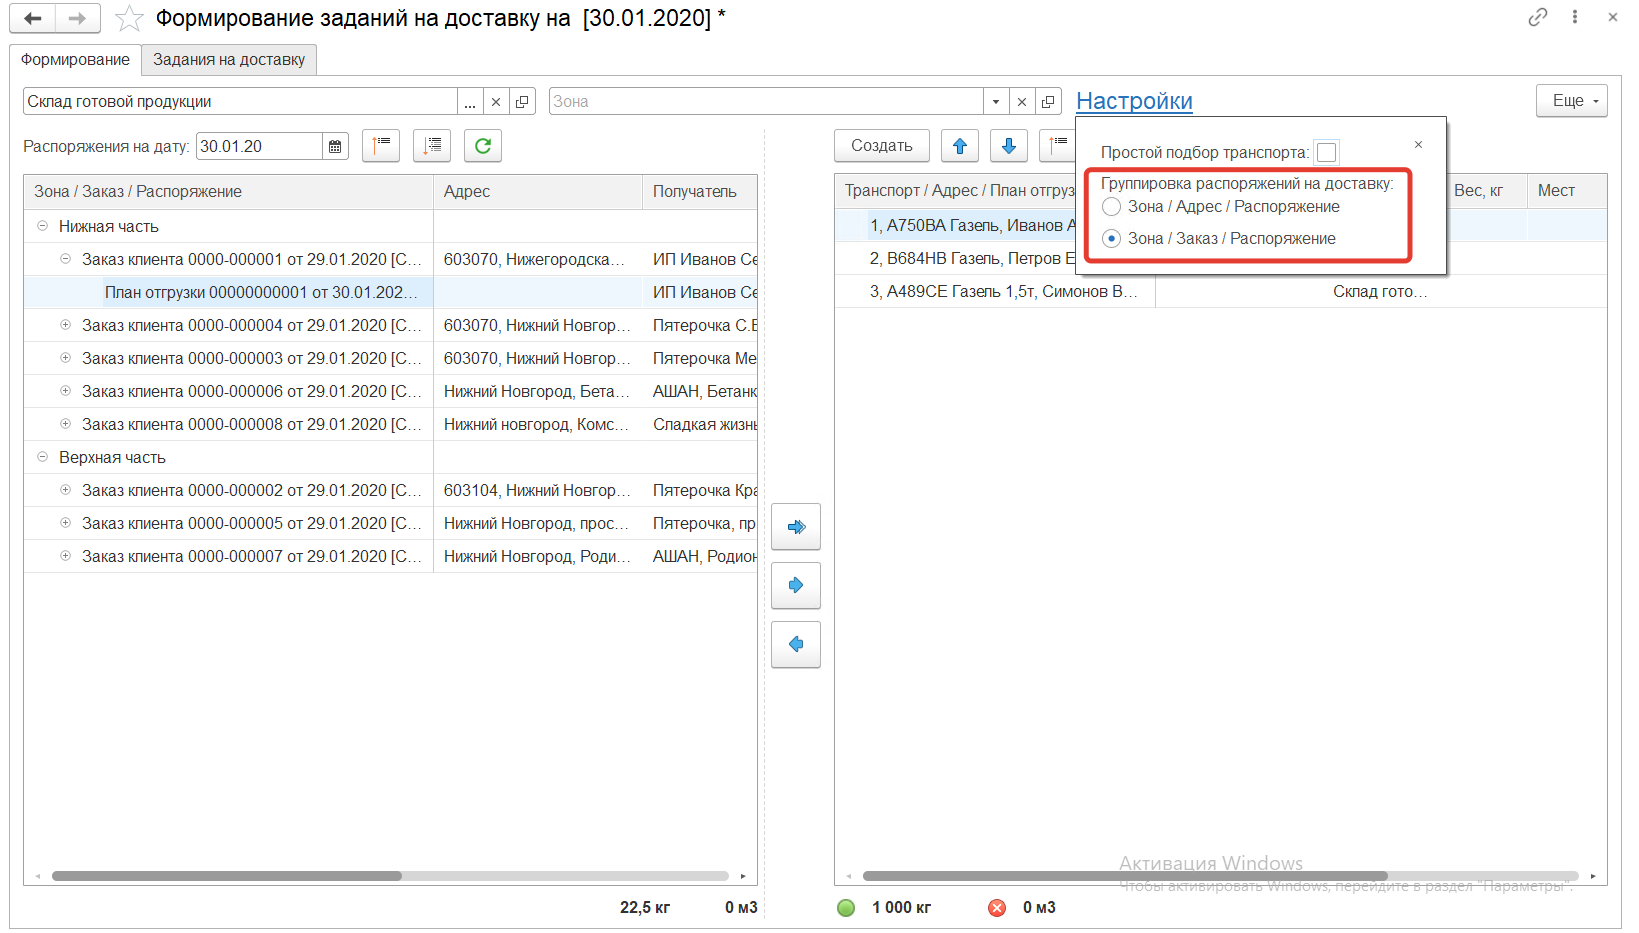 Формирование заданий на доставку на [30.01.2020] *
Формирование
Задания на доставку
Склад готовой продукции
...
Зона
Настройки
Еще
Распоряжения на дату:
30.01.20
Создать
Простой подбор транспорта:
Группировка распоряжений на доставку:
Зона / Адрес / Распоряжение
Зона / Заказ / Распоряжение
Зона / Заказ / Распоряжение
Адрес
Получатель
Нижная часть
Заказ клиента 0000-000001 от 29.01.2020 [С...
603070, Нижегородска...
ИП Иванов Се
План отгрузки 00000000001 от 30.01.202...
ИП Иванов Се
Заказ клиента 0000-000004 от 29.01.2020 [С...
603070, Нижний Новгор...
Пятерочка С.Е
Заказ клиента 0000-000003 от 29.01.2020 [С...
603070, Нижний Новгор...
Пятерочка Ме
Заказ клиента 0000-000006 от 29.01.2020 [С...
Нижний Новгород, Бета...
АШАН, Бетанк
Заказ клиента 0000-000008 от 29.01.2020 [С...
Нижний новгород, Комс...
Сладкая жизнь
Верхная часть
Заказ клиента 0000-000002 от 29.01.2020 [С...
603104, Нижний Новгор...
Пятерочка Кра
Заказ клиента 0000-000005 от 29.01.2020 [С...
Нижний Новгород, прос...
Пятерочка, пр
Заказ клиента 0000-000007 от 29.01.2020 [С...
Нижний Новгород, Роди...
АШАН, Родион
Транспорт / Адрес / План отгруз
Вес, кг
Мест
1, А750ВА Газель, Иванов А
2, В684НВ Газель, Петров Е
3, А489СЕ Газель 1,5т, Симонов В...
Склад гото...
Активация Windows
Чтобы активировать Windows, перейдите в раздел "Параметры".
22,5 кг
0 м3
1 000 кг
0 м3